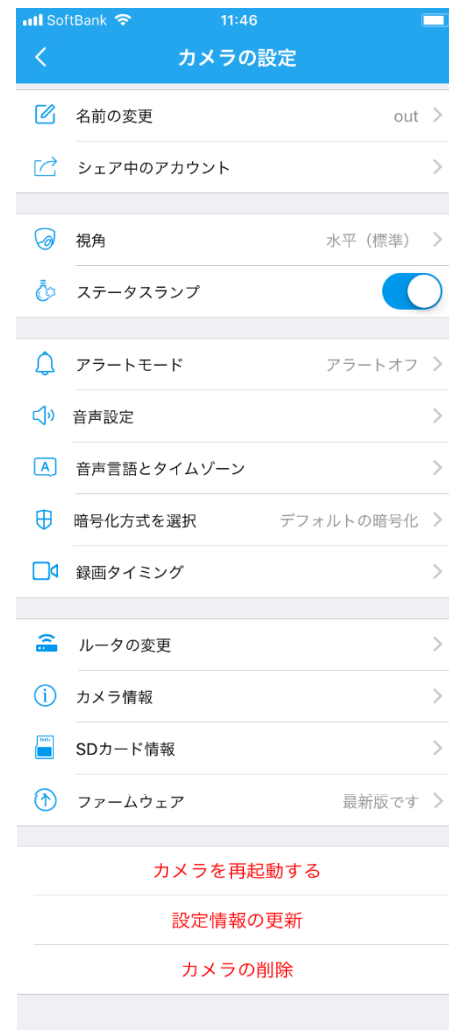 SoftBank 11:46
カメラの設定
名前の変更 out
シェア中のアカウント
視角 水平（標準）
ステータスランプ
アラートモード アラートオフ
音声設定
A 音声言語とタイムゾーン
暗号化方式を選択 デフォルトの暗号化
録画タイミング
ルータの変更
カメラ情報
SDカード情報
ファームウェア 最新版です
カメラを再起動する
設定情報の更新
カメラの削除